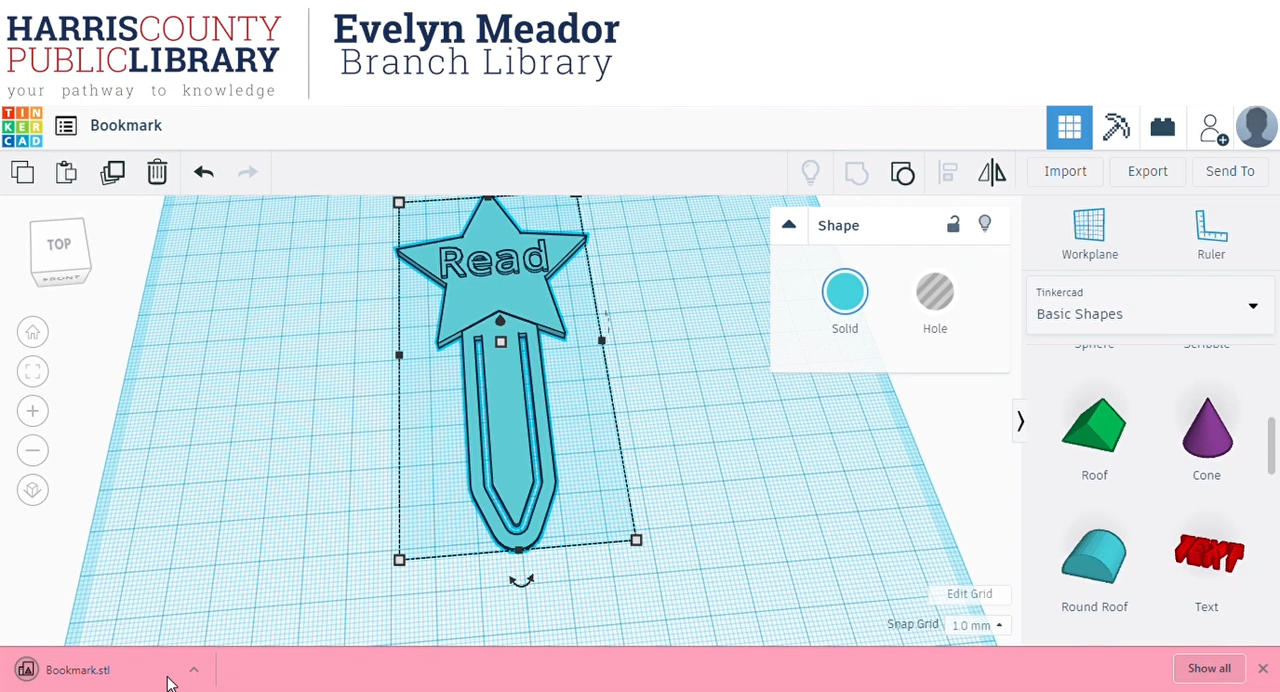 HARRISCOUNTY
PUBLICLIBRARY
your pathway to knowledge
Evelyn Meador
Branch Library
TIN
KER
CAD
Bookmark
Import
Export
Send To
TOP
FRONT
Read
Shape
Solid
Hole
Workplane
Ruler
Tinkercad
Basic Shapes
Sphere
Scribble
Roof
Cone
Round Roof
TEXT
Text
Edit Grid
Snap Grid
1.0 mm
Bookmark.stl
Show all